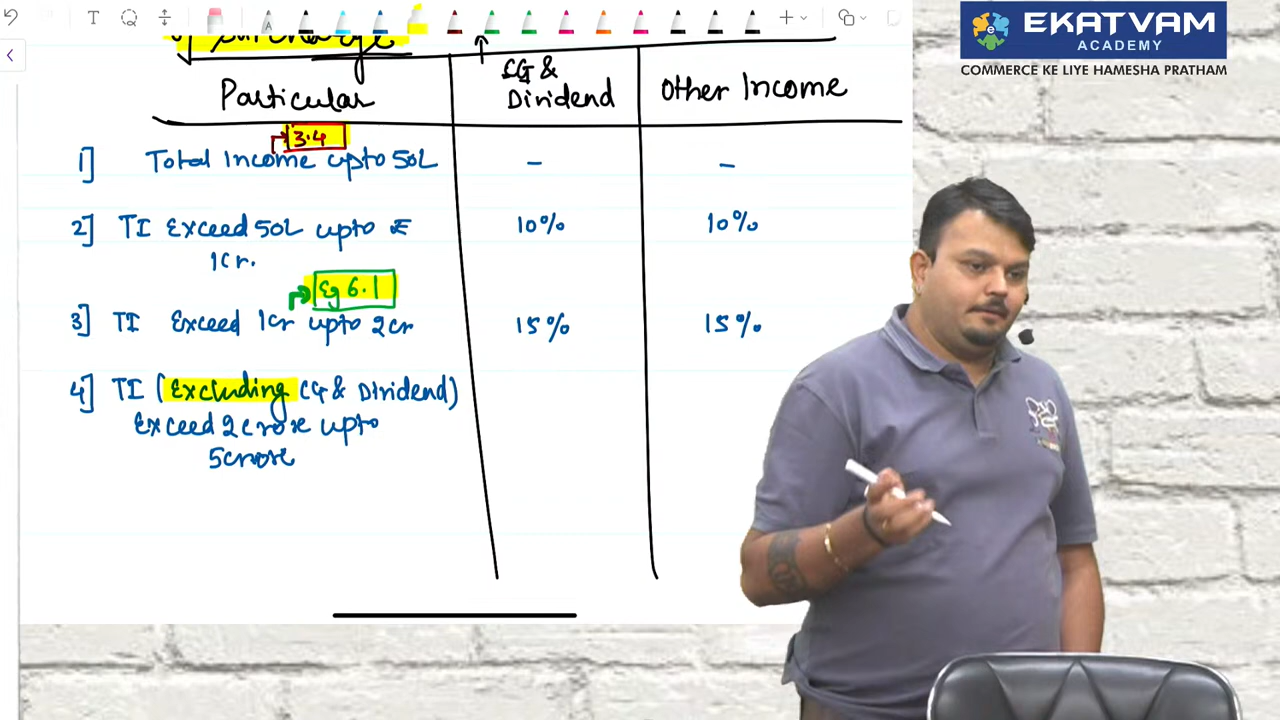 EKATVAM
ACADEMY
COMMERCE KE LIYE HAMESHA PRATHAM
Surcharge
Particular
CG &
Dividend
Other Income
3.4
1] Total Income upto 50L - -
2] TI Exceed 50L upto 10% 10%
1Cr.
Eg 6.1
3] TI Exceed 1Cr upto 2Cr 15% 15%
4] TI (Excluding CG & Dividend)
Exceed 2crore upto
5crore